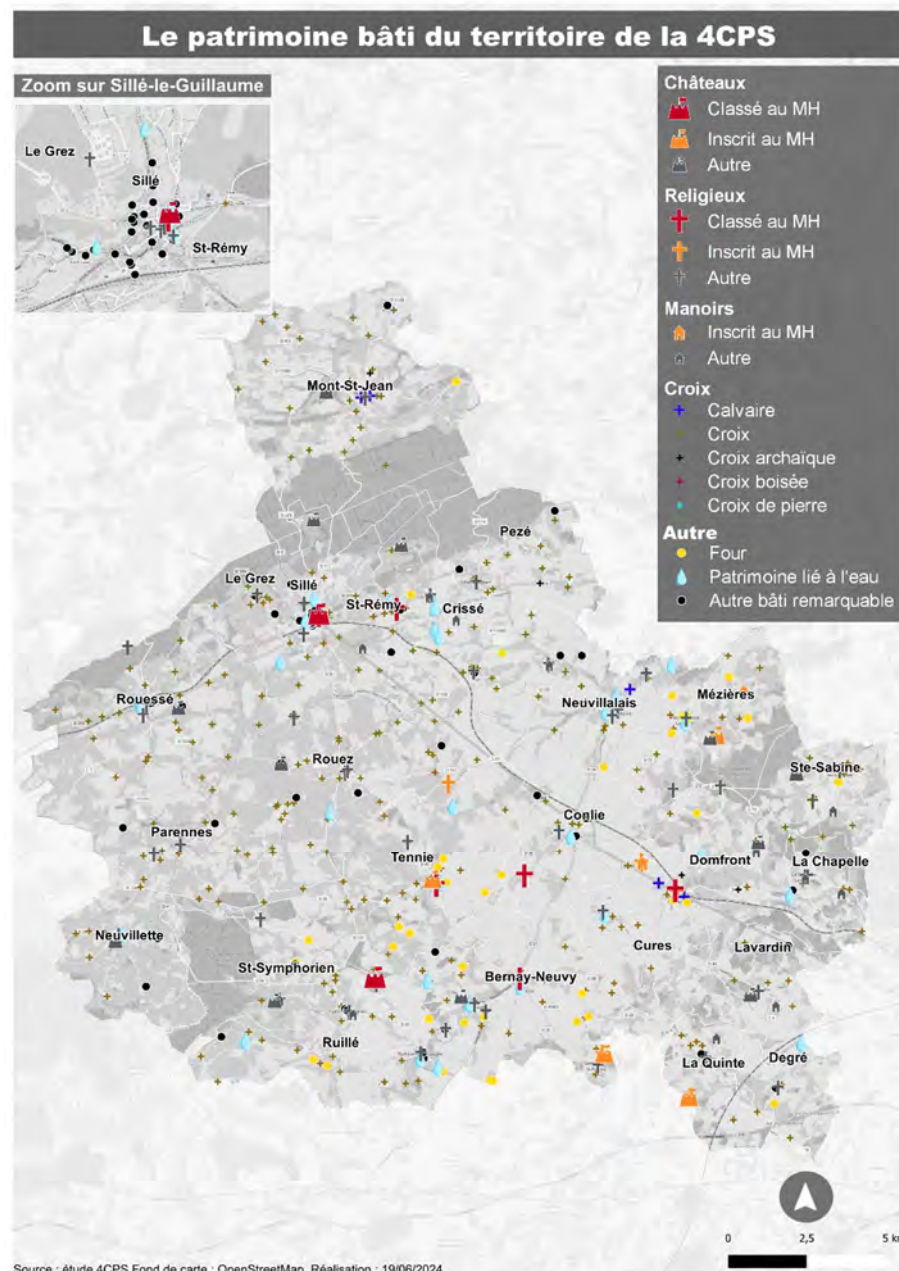 Le patrimoine bâti du territoire de la 4CPS
Zoom sur Sillé-le-Guillaume
Le Grez
Sillé
St-Rémy
Châteaux
Classé au MH
Inscrit au MH
Autre
Religieux
Classé au MH
Inscrit au MH
Autre
Manoirs
Inscrit au MH
Autre
Croix
Calvaire
Croix
Croix archaïque
Croix boisée
Croix de pierre
Autre
Four
Patrimoine lié à l'eau
Autre bâti remarquable
Mont-St-Jean
Pezé
Le Grez
Sillé
St-Rémy
Crissé
Rouessé
Neuvillalais
Mézières
Rouez
Ste-Sabine
Parennes
Conlie
Tennie
Domfront
La Chapelle
Neuvillette
Cures
Lavardin
St-Symphorien
Bernay-Neuvy
Ruillé
La Quinte
Degré
0 2,5 5 km
Source : étude 4CPS Fond de carte : OpenStreetMap Réalisation : 19/06/2024